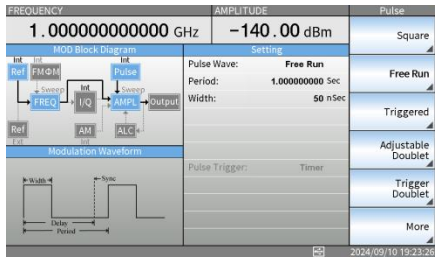 FREQUENCY
AMPLITUDE
Pulse
1.000000000000 GHz
-140.00 dBm
Square
MOD Block Diagram
Setting
Int
Int
Int
Ref
FMΦM
Pulse
Sweep
Int
Sweep
FREQ
I/Q
AMPL
Output
Ref
AM
ALC
Ext
Int
Pulse Wave:
Free Run
Period:
1.000000000 Sec
Width:
50 nSec
Pulse Trigger:
Timer
Free Run
Triggered
Adjustable
Doublet
Trigger
Doublet
More
Modulation Waveform
Width
Sync
Delay
Period
2024/09/10 19:23:26